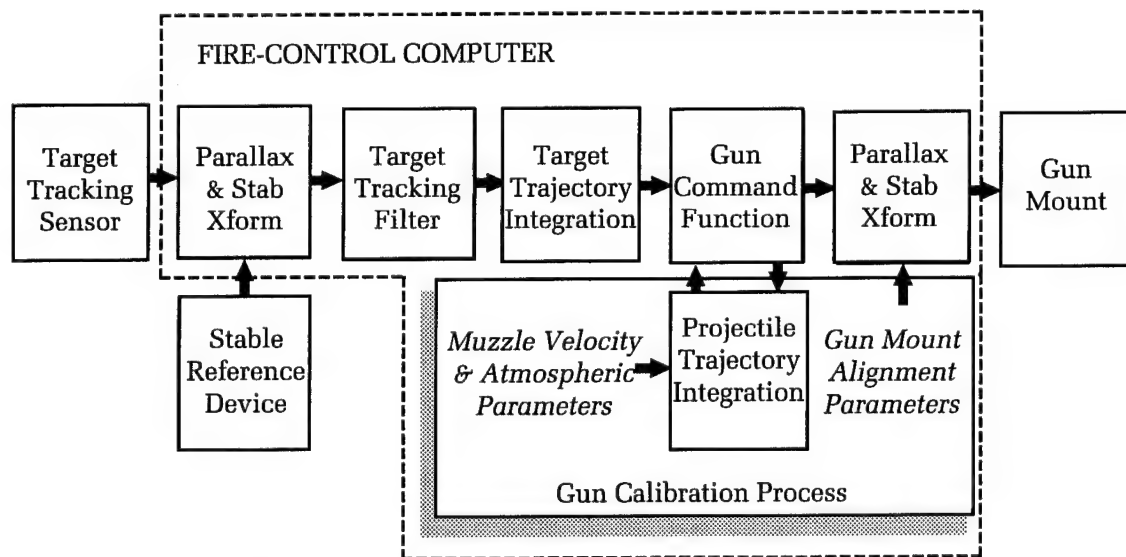 FIRE-CONTROL COMPUTER
Target
Tracking
Sensor
Parallax
& Stab
Xform
Target
Tracking
Filter
Target
Trajectory
Integration
Gun
Command
Function
Parallax
& Stab
Xform
Gun
Mount
Stable
Reference
Device
Muzzle Velocity
& Atmospheric
Parameters
Projectile
Trajectory
Integration
Gun Mount
Alignment
Parameters
Gun Calibration Process